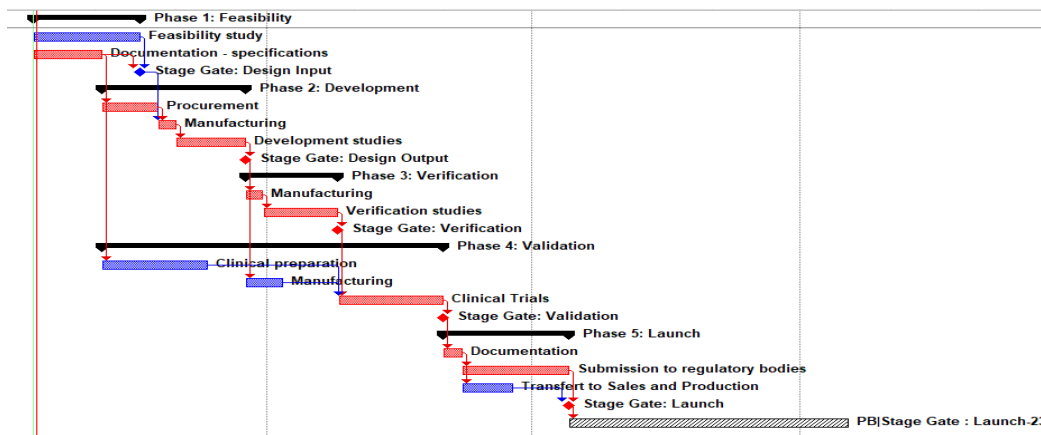 Phase 1: Feasibility
Feasibility study
Documentation - specifications
Stage Gate: Design Input
Phase 2: Development
Procurement
Manufacturing
Development studies
Stage Gate: Design Output
Phase 3: Verification
Manufacturing
Verification studies
Stage Gate: Verification
Phase 4: Validation
Clinical preparation
Manufacturing
Clinical Trials
Stage Gate: Validation
Phase 5: Launch
Documentation
Submission to regulatory bodies
Transfert to Sales and Production
Stage Gate: Launch
PB|Stage Gate : Launch-23